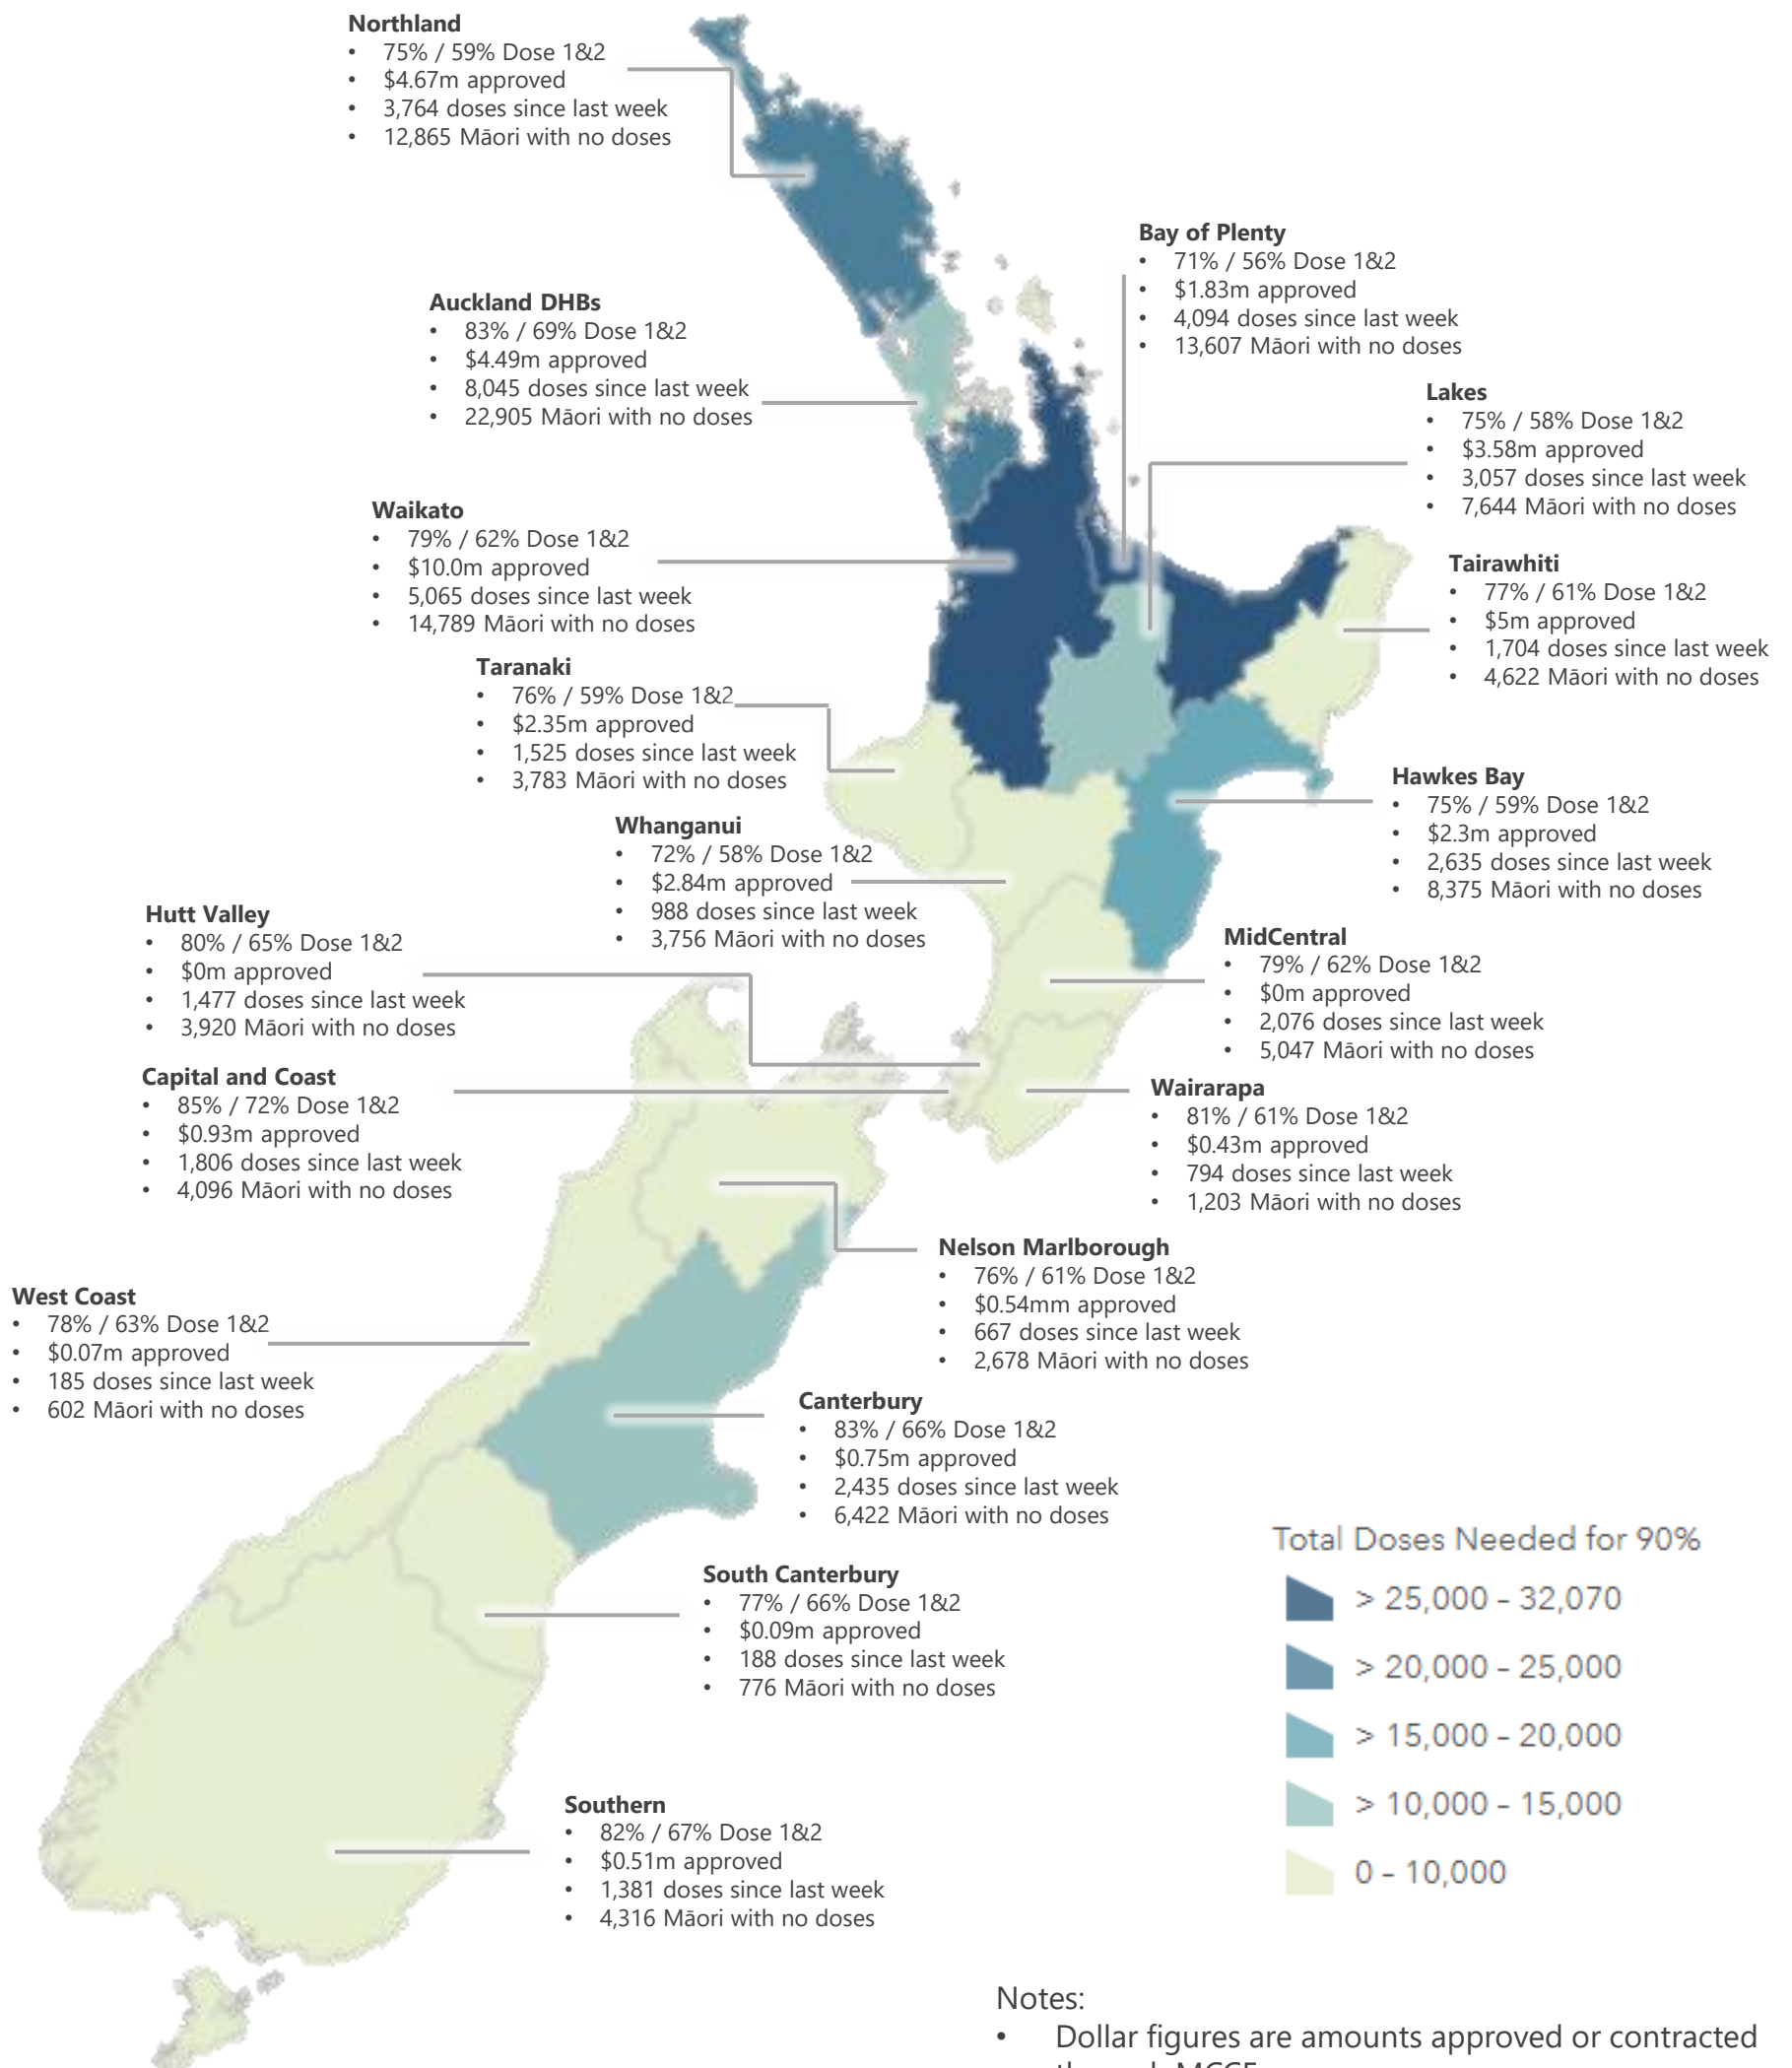 Northland
• 75% / 59% Dose 1&2
• $4.67m approved
• 3,764 doses since last week
• 12,865 Māori with no doses
Bay of Plenty
• 71% / 56% Dose 1&2
• $1.83m approved
• 4,094 doses since last week
• 13,607 Māori with no doses
Auckland DHBs
• 83% / 69% Dose 1&2
• $4.49m approved
• 8,045 doses since last week
• 22,905 Māori with no doses
Lakes
• 75% / 58% Dose 1&2
• $3.58m approved
• 3,057 doses since last week
• 7,644 Māori with no doses
Waikato
• 79% / 62% Dose 1&2
• $10.0m approved
• 5,065 doses since last week
• 14,789 Māori with no doses
Tairawhiti
• 77% / 61% Dose 1&2
• $5m approved
• 1,704 doses since last week
• 4,622 Māori with no doses
Taranaki
• 76% / 59% Dose 1&2
• $2.35m approved
• 1,525 doses since last week
• 3,783 Māori with no doses
Hawkes Bay
• 75% / 59% Dose 1&2
• $2.3m approved
• 2,635 doses since last week
• 8,375 Māori with no doses
Whanganui
• 72% / 58% Dose 1&2
• $2.84m approved
• 988 doses since last week
• 3,756 Māori with no doses
Hutt Valley
• 80% / 65% Dose 1&2
• $0m approved
• 1,477 doses since last week
• 3,920 Māori with no doses
MidCentral
• 79% / 62% Dose 1&2
• $0m approved
• 2,076 doses since last week
• 5,047 Māori with no doses
Capital and Coast
• 85% / 72% Dose 1&2
• $0.93m approved
• 1,806 doses since last week
• 4,096 Māori with no doses
Wairarapa
• 81% / 61% Dose 1&2
• $0.43m approved
• 794 doses since last week
• 1,203 Māori with no doses
Nelson Marlborough
• 76% / 61% Dose 1&2
• $0.54mm approved
• 667 doses since last week
• 2,678 Māori with no doses
West Coast
• 78% / 63% Dose 1&2
• $0.07m approved
• 185 doses since last week
• 602 Māori with no doses
Canterbury
• 83% / 66% Dose 1&2
• $0.75m approved
• 2,435 doses since last week
• 6,422 Māori with no doses
South Canterbury
• 77% / 66% Dose 1&2
• $0.09m approved
• 188 doses since last week
• 776 Māori with no doses
Southern
• 82% / 67% Dose 1&2
• $0.51m approved
• 1,381 doses since last week
• 4,316 Māori with no doses
Total Doses Needed for 90%
> 25,000 – 32,070
> 20,000 – 25,000
> 15,000 – 20,000
> 10,000 – 15,000
0 – 10,000
Notes:
• Dollar figures are amounts approved or contracted